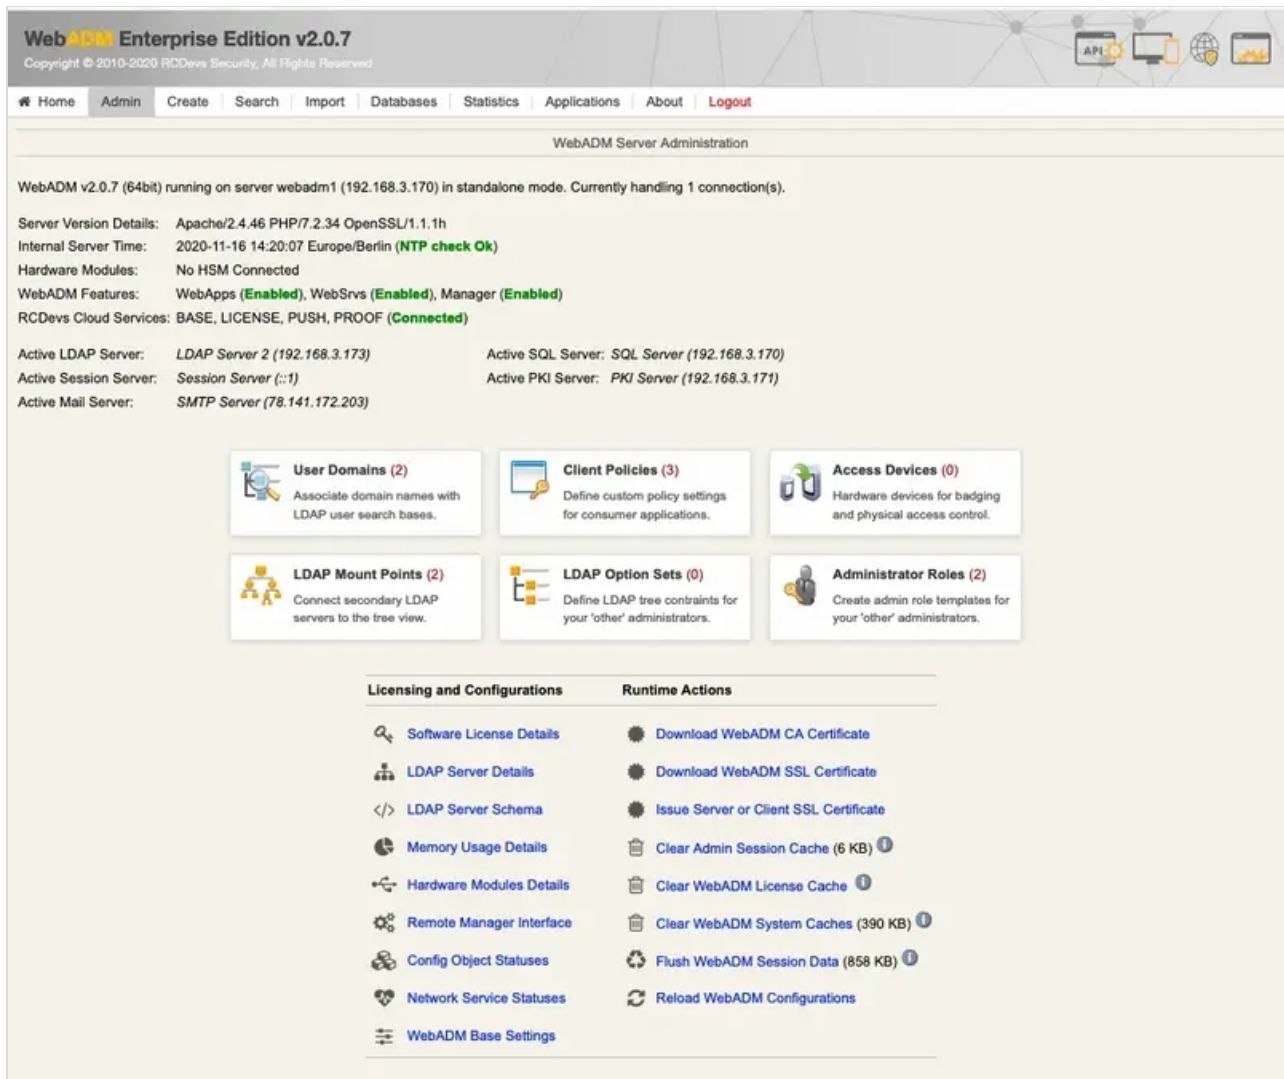 WebADM Enterprise Edition v2.0.7
Copyright © 2010-2020 RCDevs Security, All Rights Reserved
API
Home Admin Create Search Import Databases Statistics Applications About Logout
WebADM Server Administration
WebADM v2.0.7 (64bit) running on server webadm1 (192.168.3.170) in standalone mode. Currently handling 1 connection(s).
Server Version Details: Apache/2.4.46 PHP/7.2.34 OpenSSL/1.1.1h
Internal Server Time: 2020-11-16 14:20:07 Europe/Berlin (NTP check Ok)
Hardware Modules: No HSM Connected
WebADM Features: WebApps (Enabled), WebSrvs (Enabled), Manager (Enabled)
RCDevs Cloud Services: BASE, LICENSE, PUSH, PROOF (Connected)
Active LDAP Server: LDAP Server 2 (192.168.3.173) Active SQL Server: SQL Server (192.168.3.170)
Active Session Server: Session Server (::1) Active PKI Server: PKI Server (192.168.3.171)
Active Mail Server: SMTP Server (78.141.172.203)
User Domains (2)
Associate domain names with
LDAP user search bases.
Client Policies (3)
Define custom policy settings
for consumer applications.
Access Devices (0)
Hardware devices for badging
and physical access control.
LDAP Mount Points (2)
Connect secondary LDAP
servers to the tree view.
LDAP Option Sets (0)
Define LDAP tree contraints for
your 'other' administrators.
Administrator Roles (2)
Create admin role templates for
your 'other' administrators.
Licensing and Configurations
Software License Details
LDAP Server Details
LDAP Server Schema
Memory Usage Details
Hardware Modules Details
Remote Manager Interface
Config Object Statuses
Network Service Statuses
WebADM Base Settings
Runtime Actions
Download WebADM CA Certificate
Download WebADM SSL Certificate
Issue Server or Client SSL Certificate
Clear Admin Session Cache (6 KB)
Clear WebADM License Cache
Clear WebADM System Caches (390 KB)
Flush WebADM Session Data (858 KB)
Reload WebADM Configurations